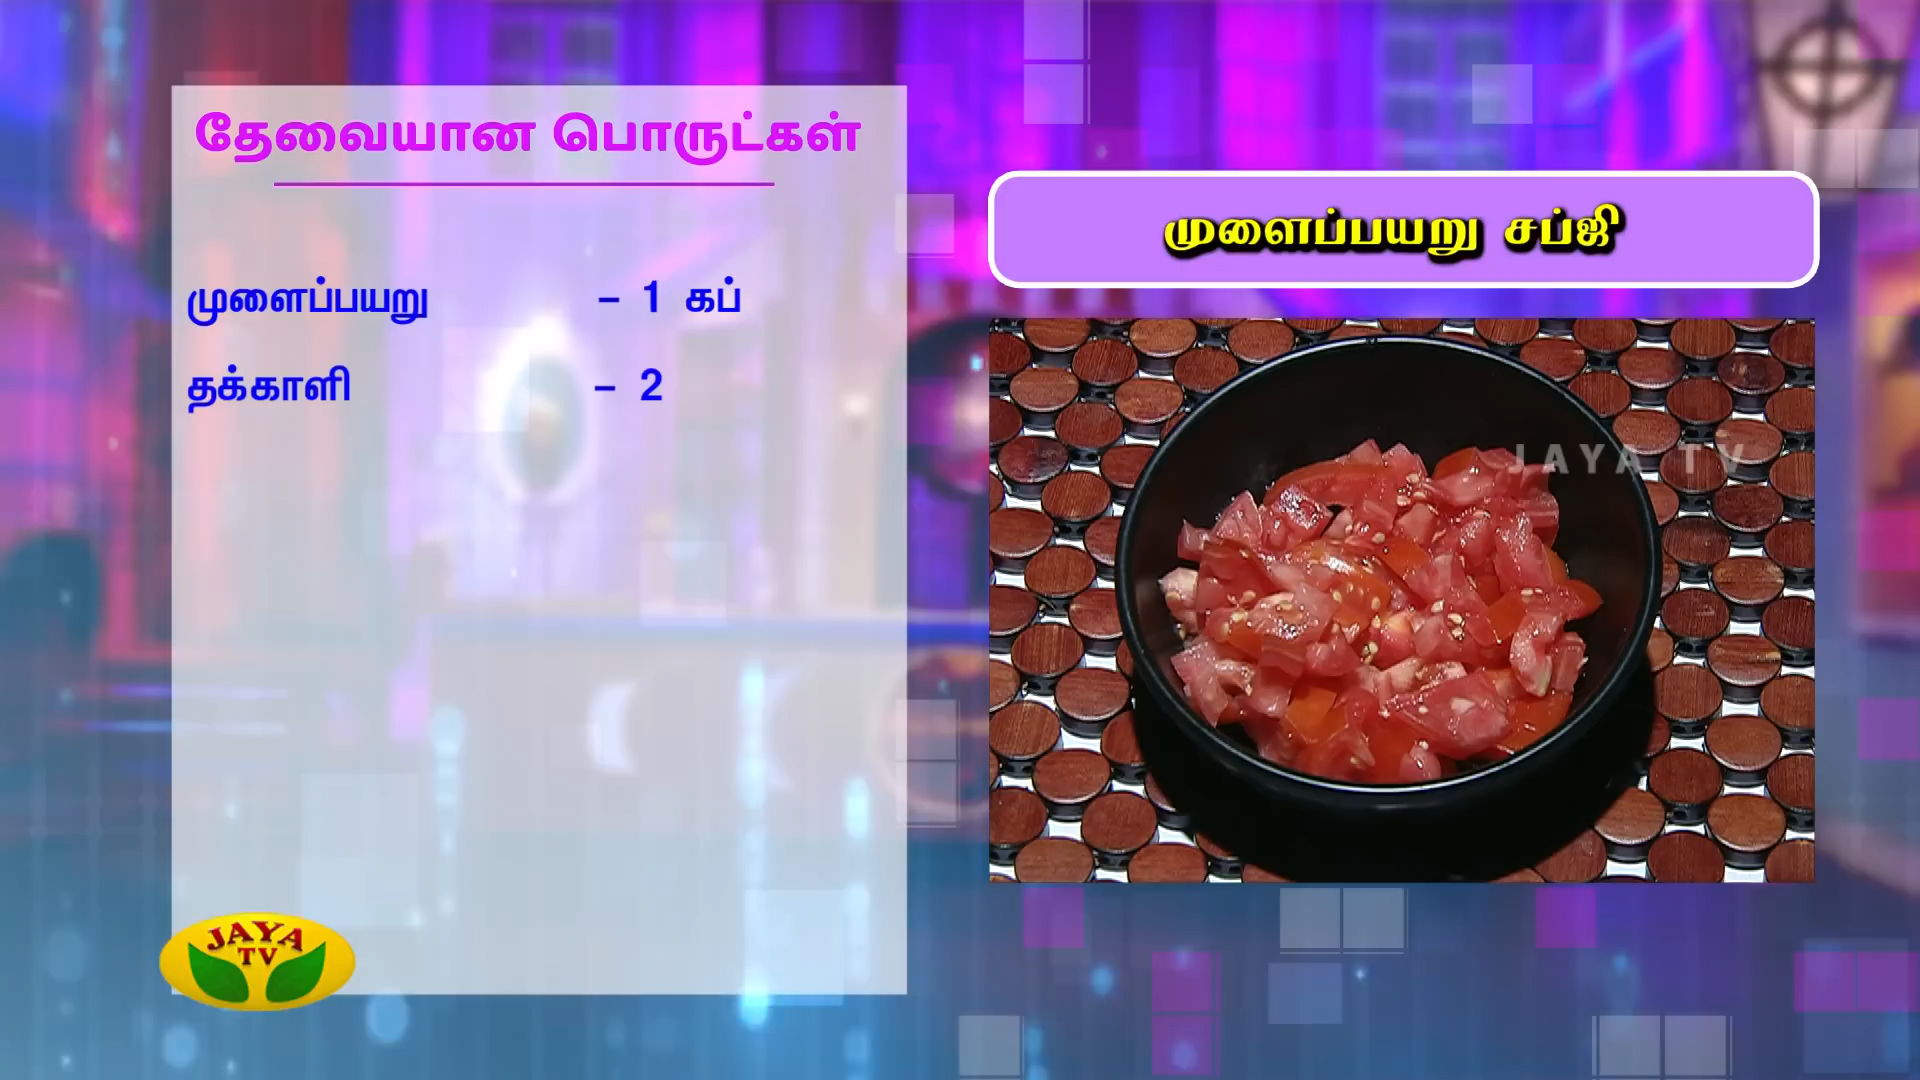 தேவையான பொருட்கள்
முளைப்பயறு – 1 கப்
தக்காளி – 2
முளைப்பயறு சப்ஜி
JAYA TV
JAYA
TV